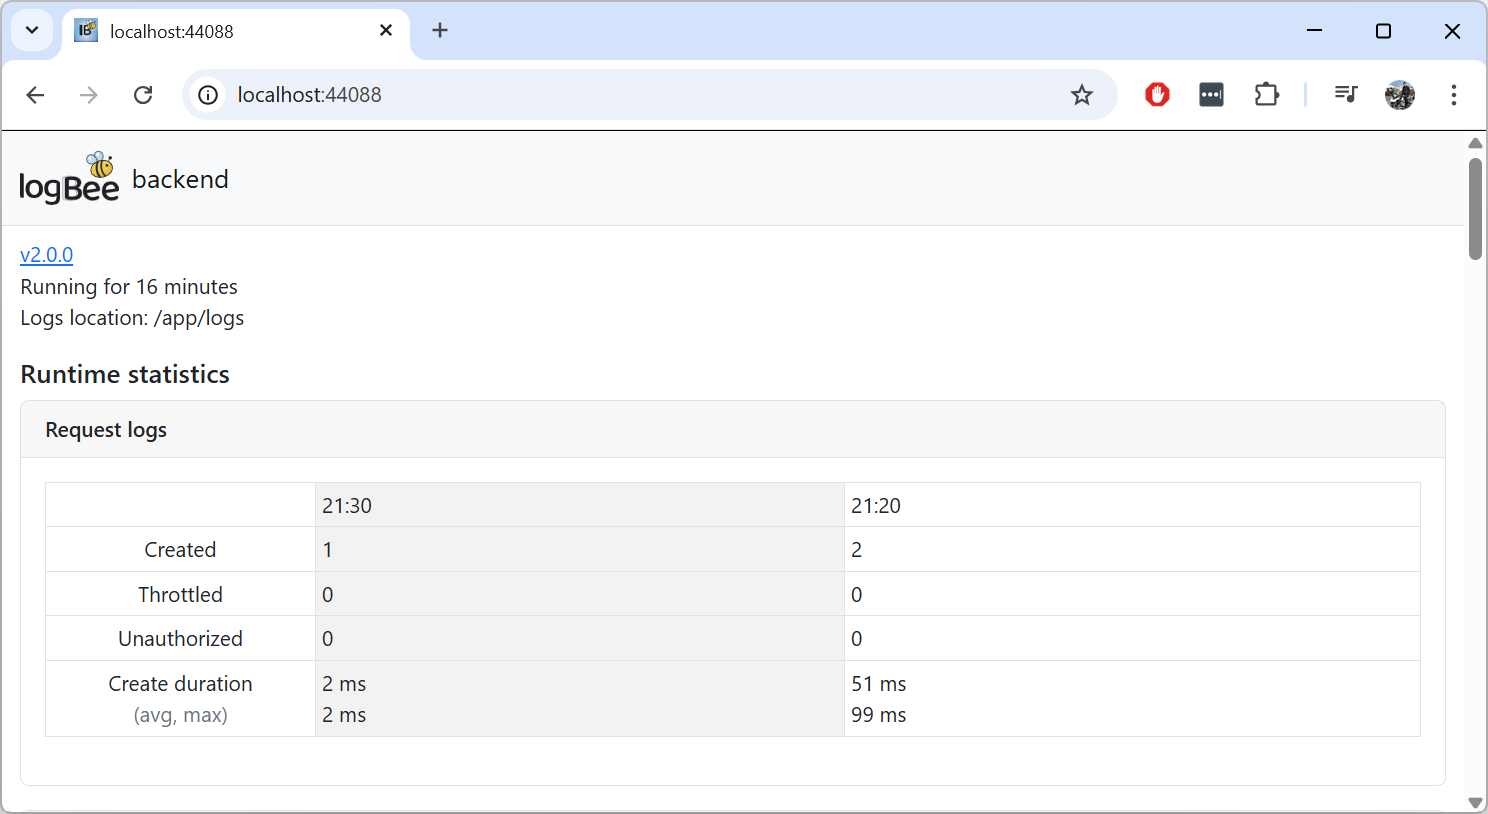 localhost:44088
localhost:44088
logBee backend
v2.0.0
Running for 16 minutes
Logs location: /app/logs
Runtime statistics
Request logs
21:30 21:20
Created 1 2
Throttled 0 0
Unauthorized 0 0
Create duration 2 ms 51 ms
(avg, max) 2 ms 99 ms